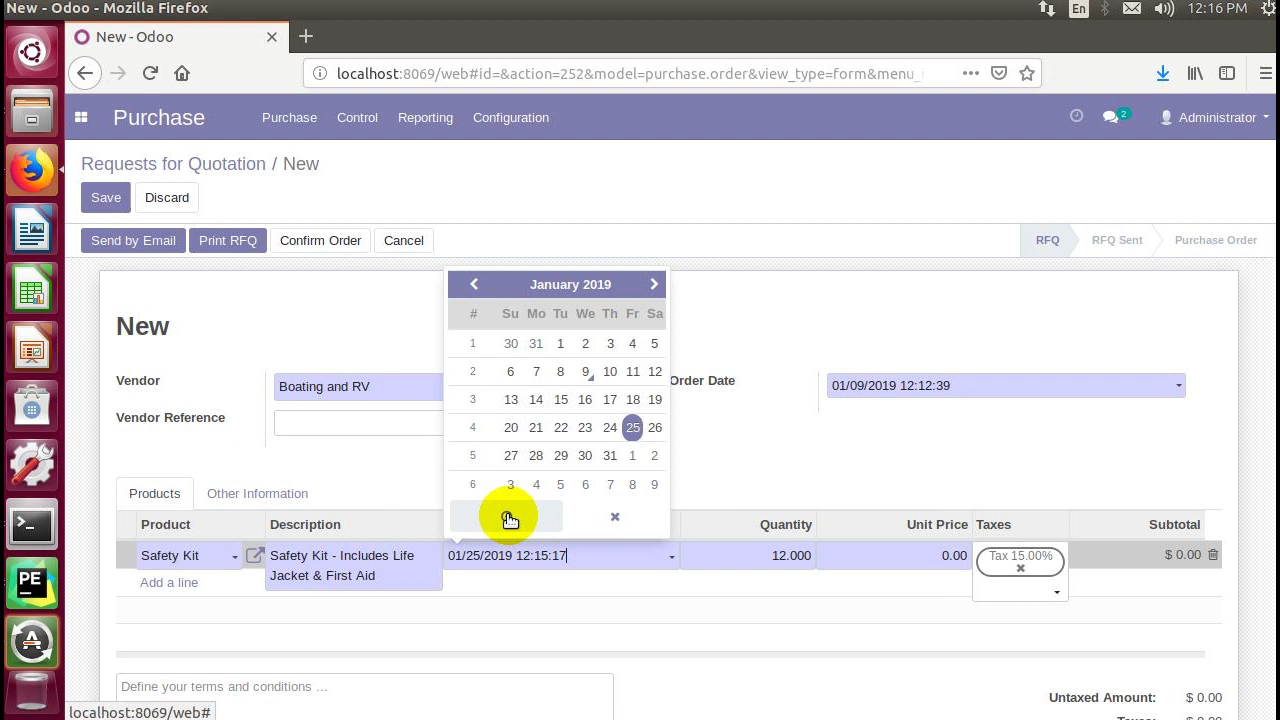 New - Odoo - Mozilla Firefox
En
12:16 PM
New - Odoo
localhost:8069/web#id=&action=252&model=purchase.order&view_type=form&menu_
Purchase
Purchase Control Reporting Configuration
2
Administrator
Requests for Quotation / New
Save Discard
Send by Email Print RFQ Confirm Order Cancel
RFQ RFQ Sent Purchase Order
January 2019
# Su Mo Tu We Th Fr Sa
1 30 31 1 2 3 4 5
2 6 7 8 9 10 11 12
3 13 14 15 16 17 18 19
4 20 21 22 23 24 25 26
5 27 28 29 30 31 1 2
6 3 4 5 6 7 8 9
New
Vendor Boating and RV
Order Date 01/09/2019 12:12:39
Vendor Reference
Products Other Information
Product Description Quantity Unit Price Taxes Subtotal
Safety Kit Safety Kit - Includes Life 01/25/2019 12:15:17 12.000 0.00 Tax 15.00% $ 0.00
Jacket & First Aid
Add a line
Define your terms and conditions ...
Untaxed Amount: $ 0.00
PE
A
localhost:8069/web#